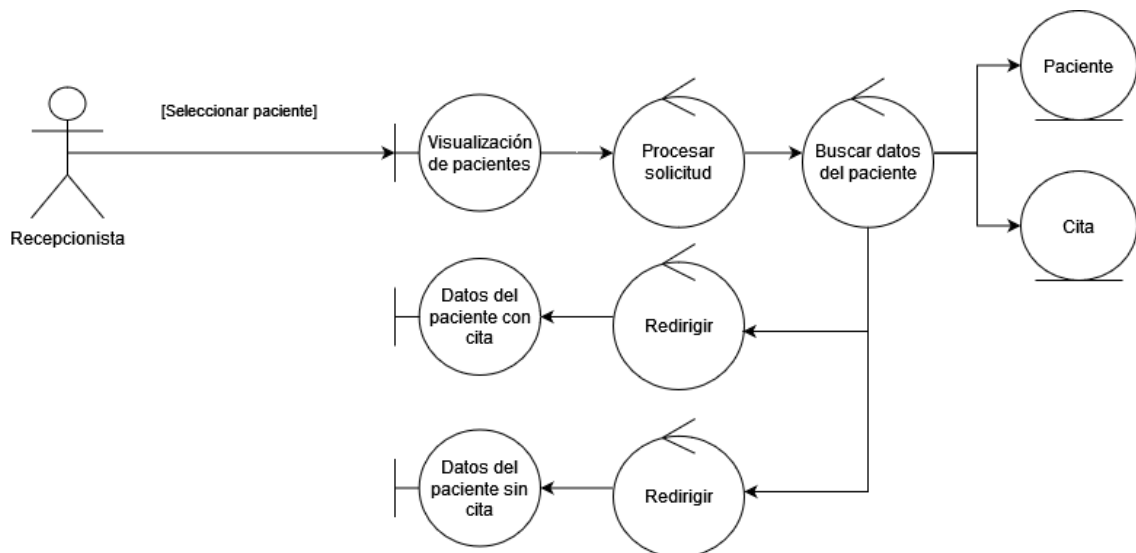 [Seleccionar paciente]
Recepcionista
Visualización
de pacientes
Procesar
solicitud
Buscar datos
del paciente
Paciente
Cita
Datos del
paciente con
cita
Redirigir
Datos del
paciente sin
cita
Redirigir